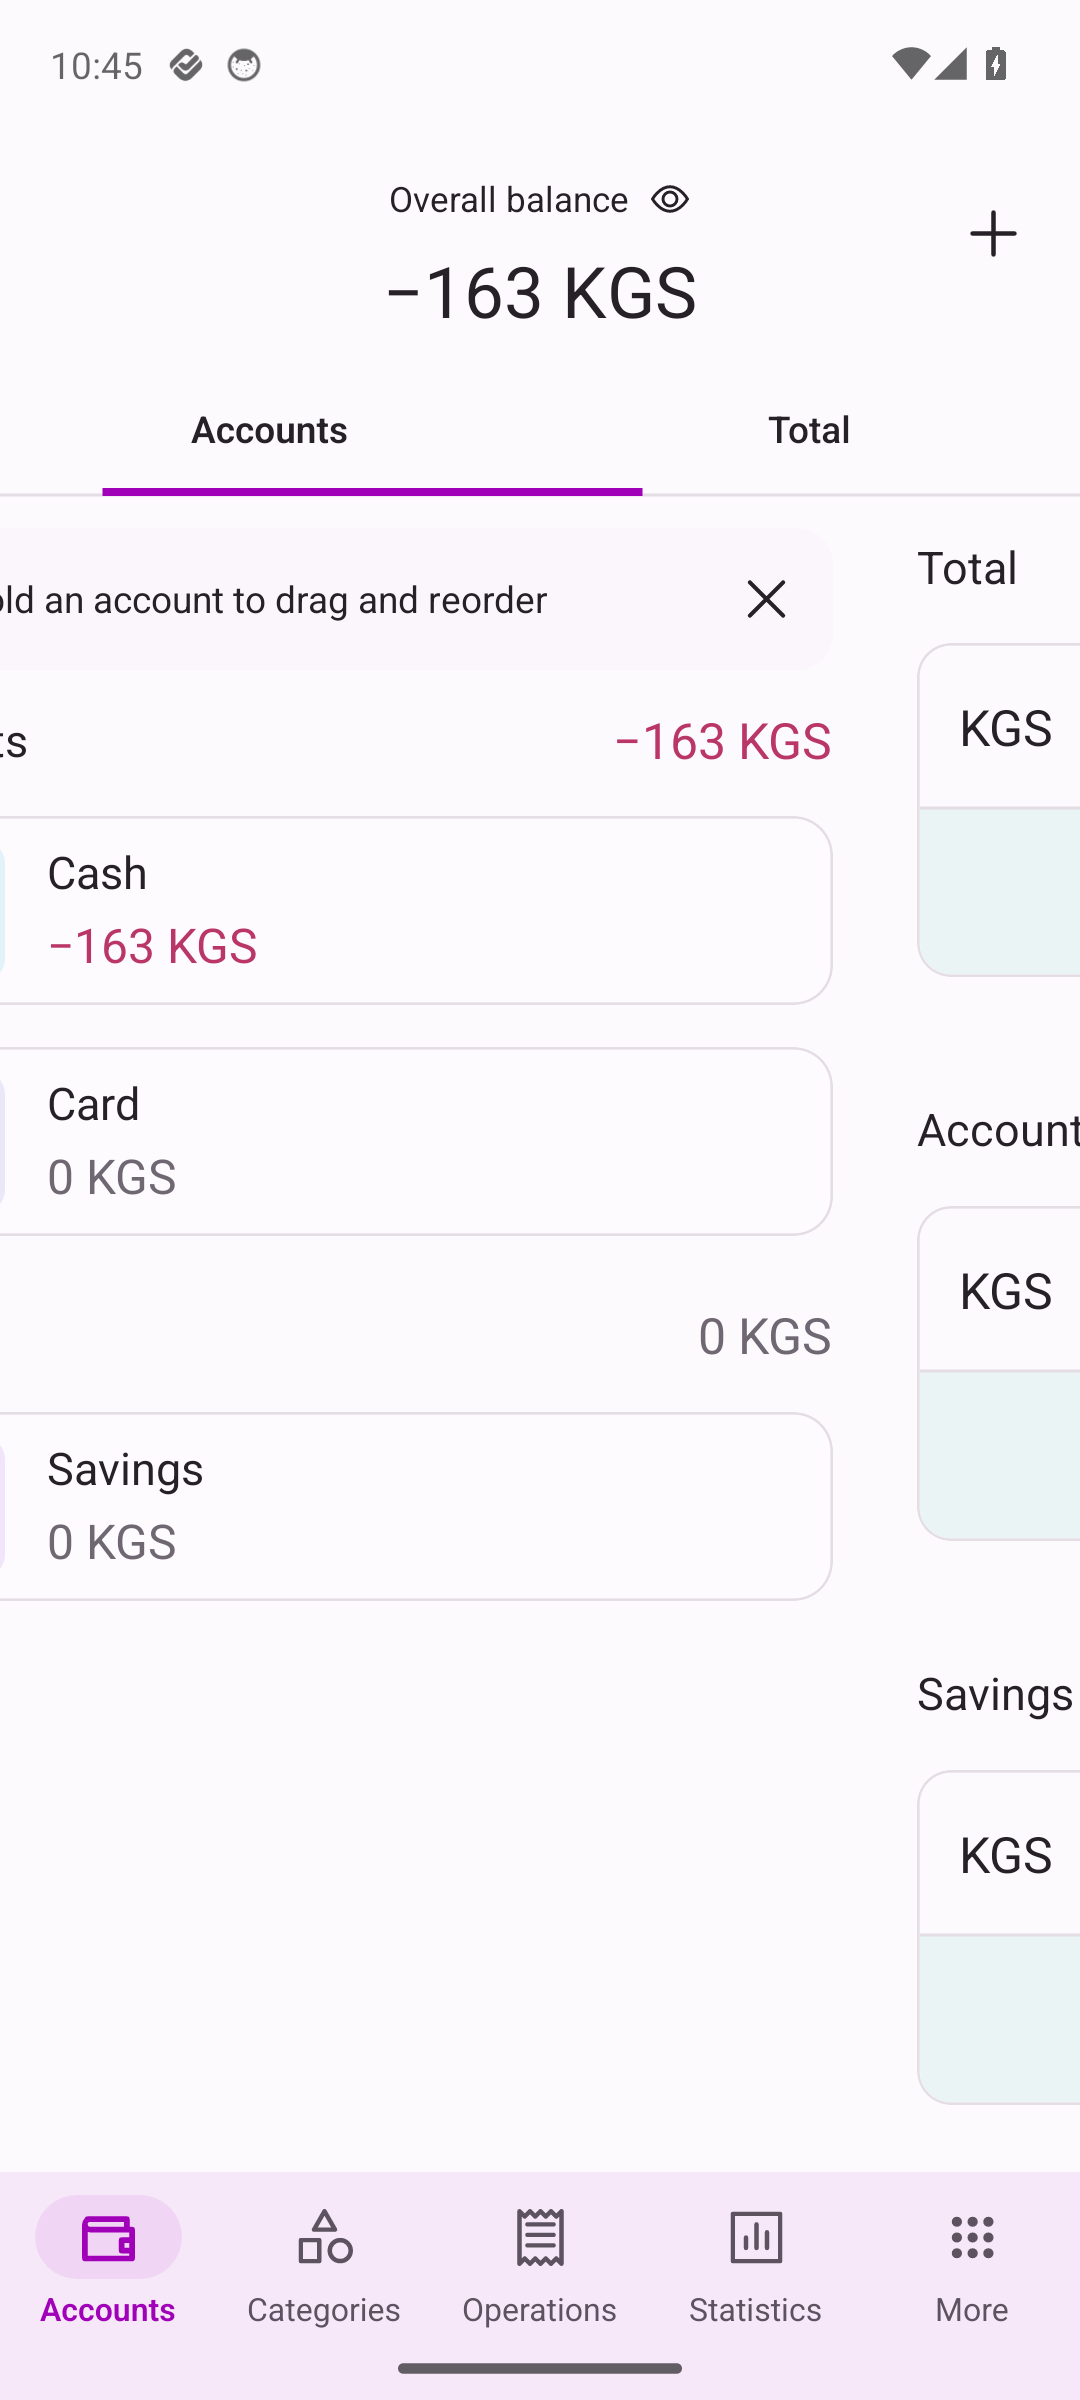 10:45
Overall balance
−163 KGS
Accounts
Total
old an account to drag and reorder
ts
−163 KGS
Cash
−163 KGS
Card
0 KGS
0 KGS
Savings
0 KGS
Total
KGS
Account
KGS
Savings
KGS
Accounts
Categories
Operations
Statistics
More